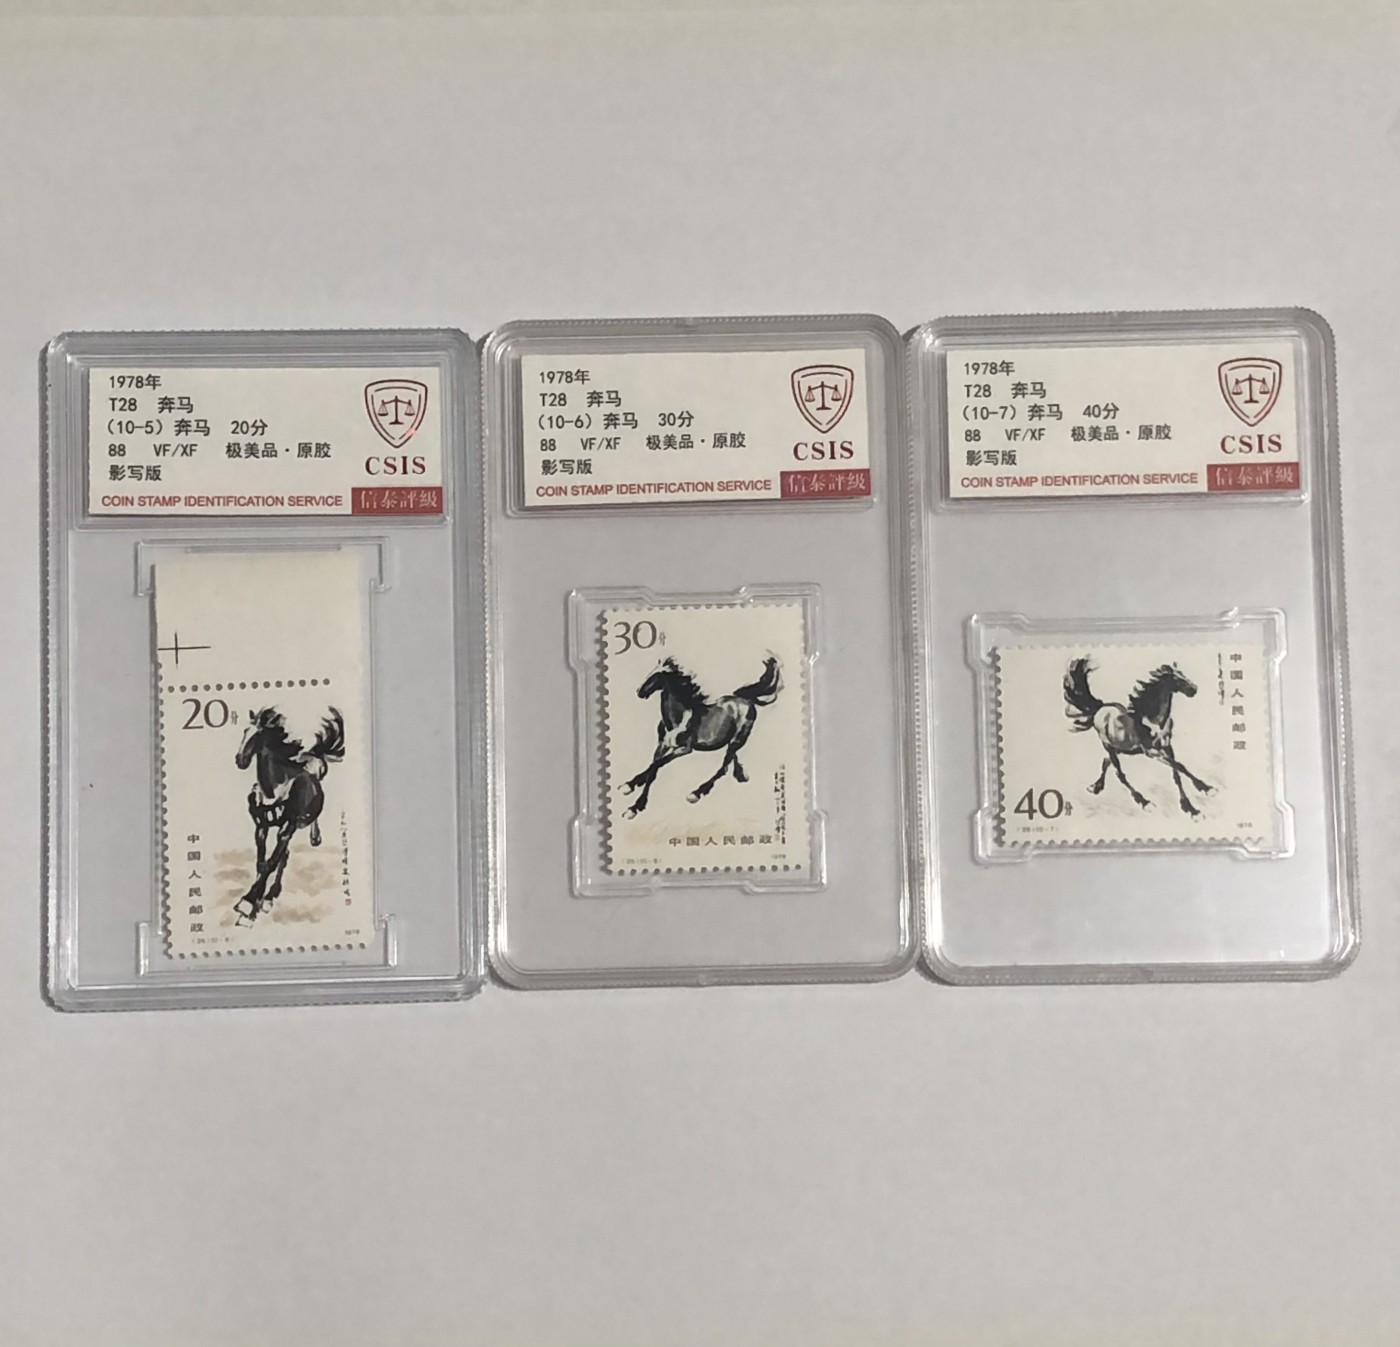 1978年
T28 奔马
(10-5) 奔马 20分
88 VF/XF 极美品·原胶
影写版
CSIS
COIN STAMP IDENTIFICATION SERVICE 信泰評級
20分
中国人民邮政
1978
1978年
T28 奔马
(10-6) 奔马 30分
88 VF/XF 极美品·原胶
影写版
CSIS
COIN STAMP IDENTIFICATION SERVICE 信泰評級
30分
中国人民邮政
1978
1978年
T28 奔马
(10-7) 奔马 40分
88 VF/XF 极美品·原胶
影写版
CSIS
COIN STAMP IDENTIFICATION SERVICE 信泰評級
中国人民邮政
40分
1978